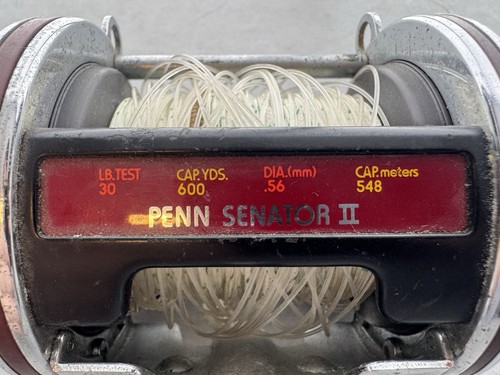 LB.TEST CAP.YDS. DIA.(mm) CAP.meters
30 600 .56 548
PENN SENATOR II